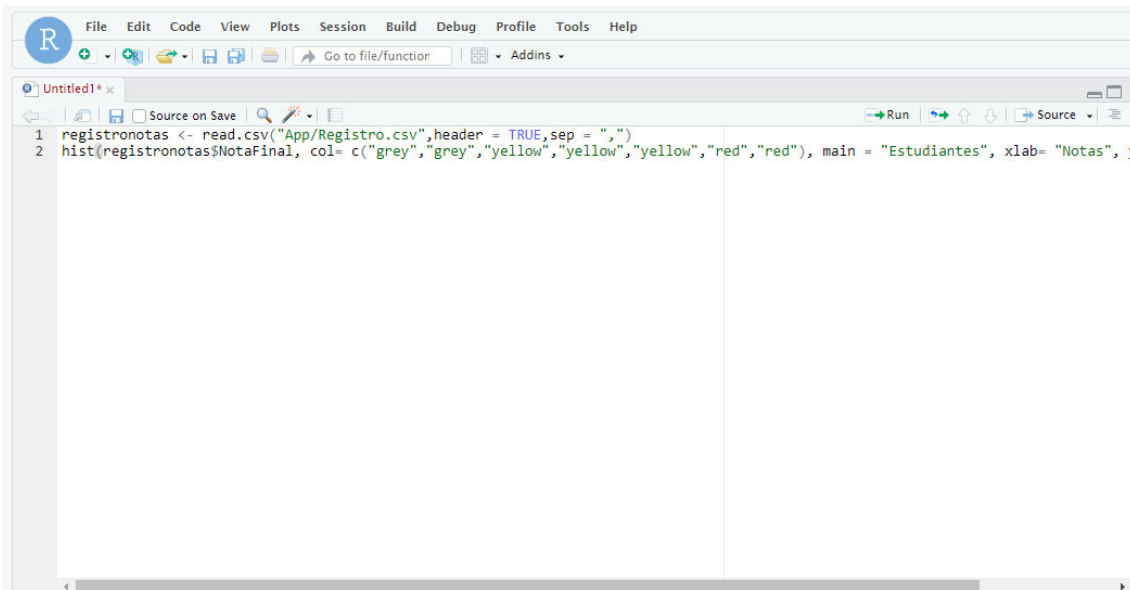 R
File Edit Code View Plots Session Build Debug Profile Tools Help
Go to file/function Addins
Untitled1* ×
Source on Save Run Source
1 registronotas <- read.csv("App/Registro.csv",header = TRUE,sep = ",")
2 hist(registronotas$NotaFinal, col= c("grey","grey","yellow","yellow","yellow","red","red"), main = "Estudiantes", xlab= "Notas",